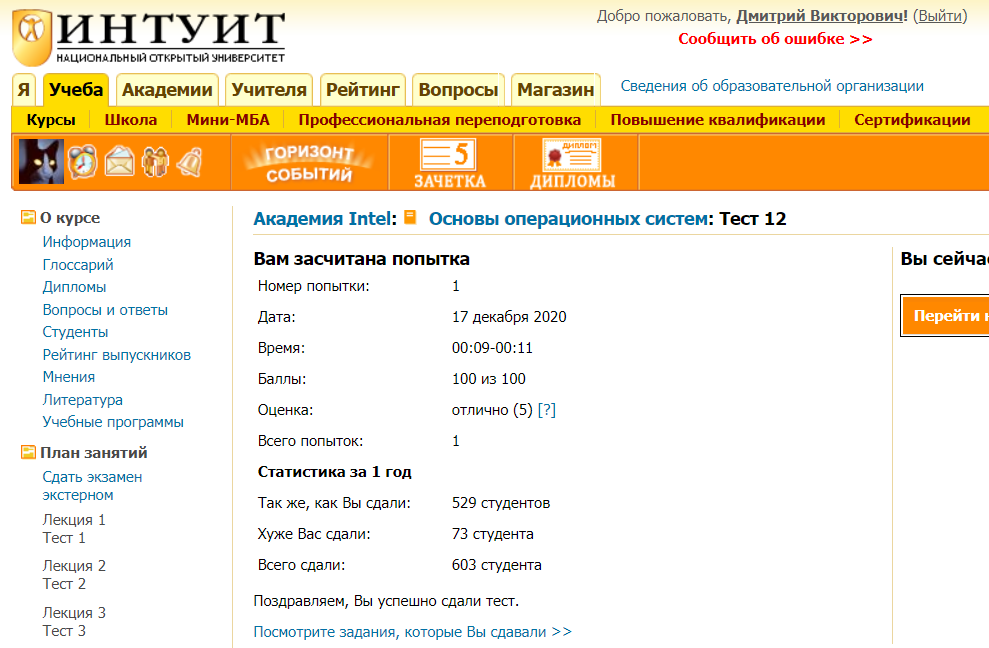 ИНТУИТ
НАЦИОНАЛЬНЫЙ ОТКРЫТЫЙ УНИВЕРСИТЕТ
Добро пожаловать, Дмитрий Викторович! (Выйти)
Сообщить об ошибке >>
Я Учеба Академии Учителя Рейтинг Вопросы Магазин Сведения об образовательной организации
Курсы Школа Мини-МБА Профессиональная переподготовка Повышение квалификации Сертификации
ГОРИЗОНТ СОБЫТИЙ
5 ЗАЧЕТКА
ДИПЛОМ ДИПЛОМЫ
О курсе
Информация
Глоссарий
Дипломы
Вопросы и ответы
Студенты
Рейтинг выпускников
Мнения
Литература
Учебные программы
План занятий
Сдать экзамен
экстерном
Лекция 1
Тест 1
Лекция 2
Тест 2
Лекция 3
Тест 3
Академия Intel: Основы операционных систем: Тест 12
Вам засчитана попытка
Номер попытки: 1
Дата: 17 декабря 2020
Время: 00:09-00:11
Баллы: 100 из 100
Оценка: отлично (5) [?]
Всего попыток: 1
Статистика за 1 год
Так же, как Вы сдали: 529 студентов
Хуже Вас сдали: 73 студента
Всего сдали: 603 студента
Поздравляем, Вы успешно сдали тест.
Посмотрите задания, которые Вы сдавали >>
Вы сейча
Перейти